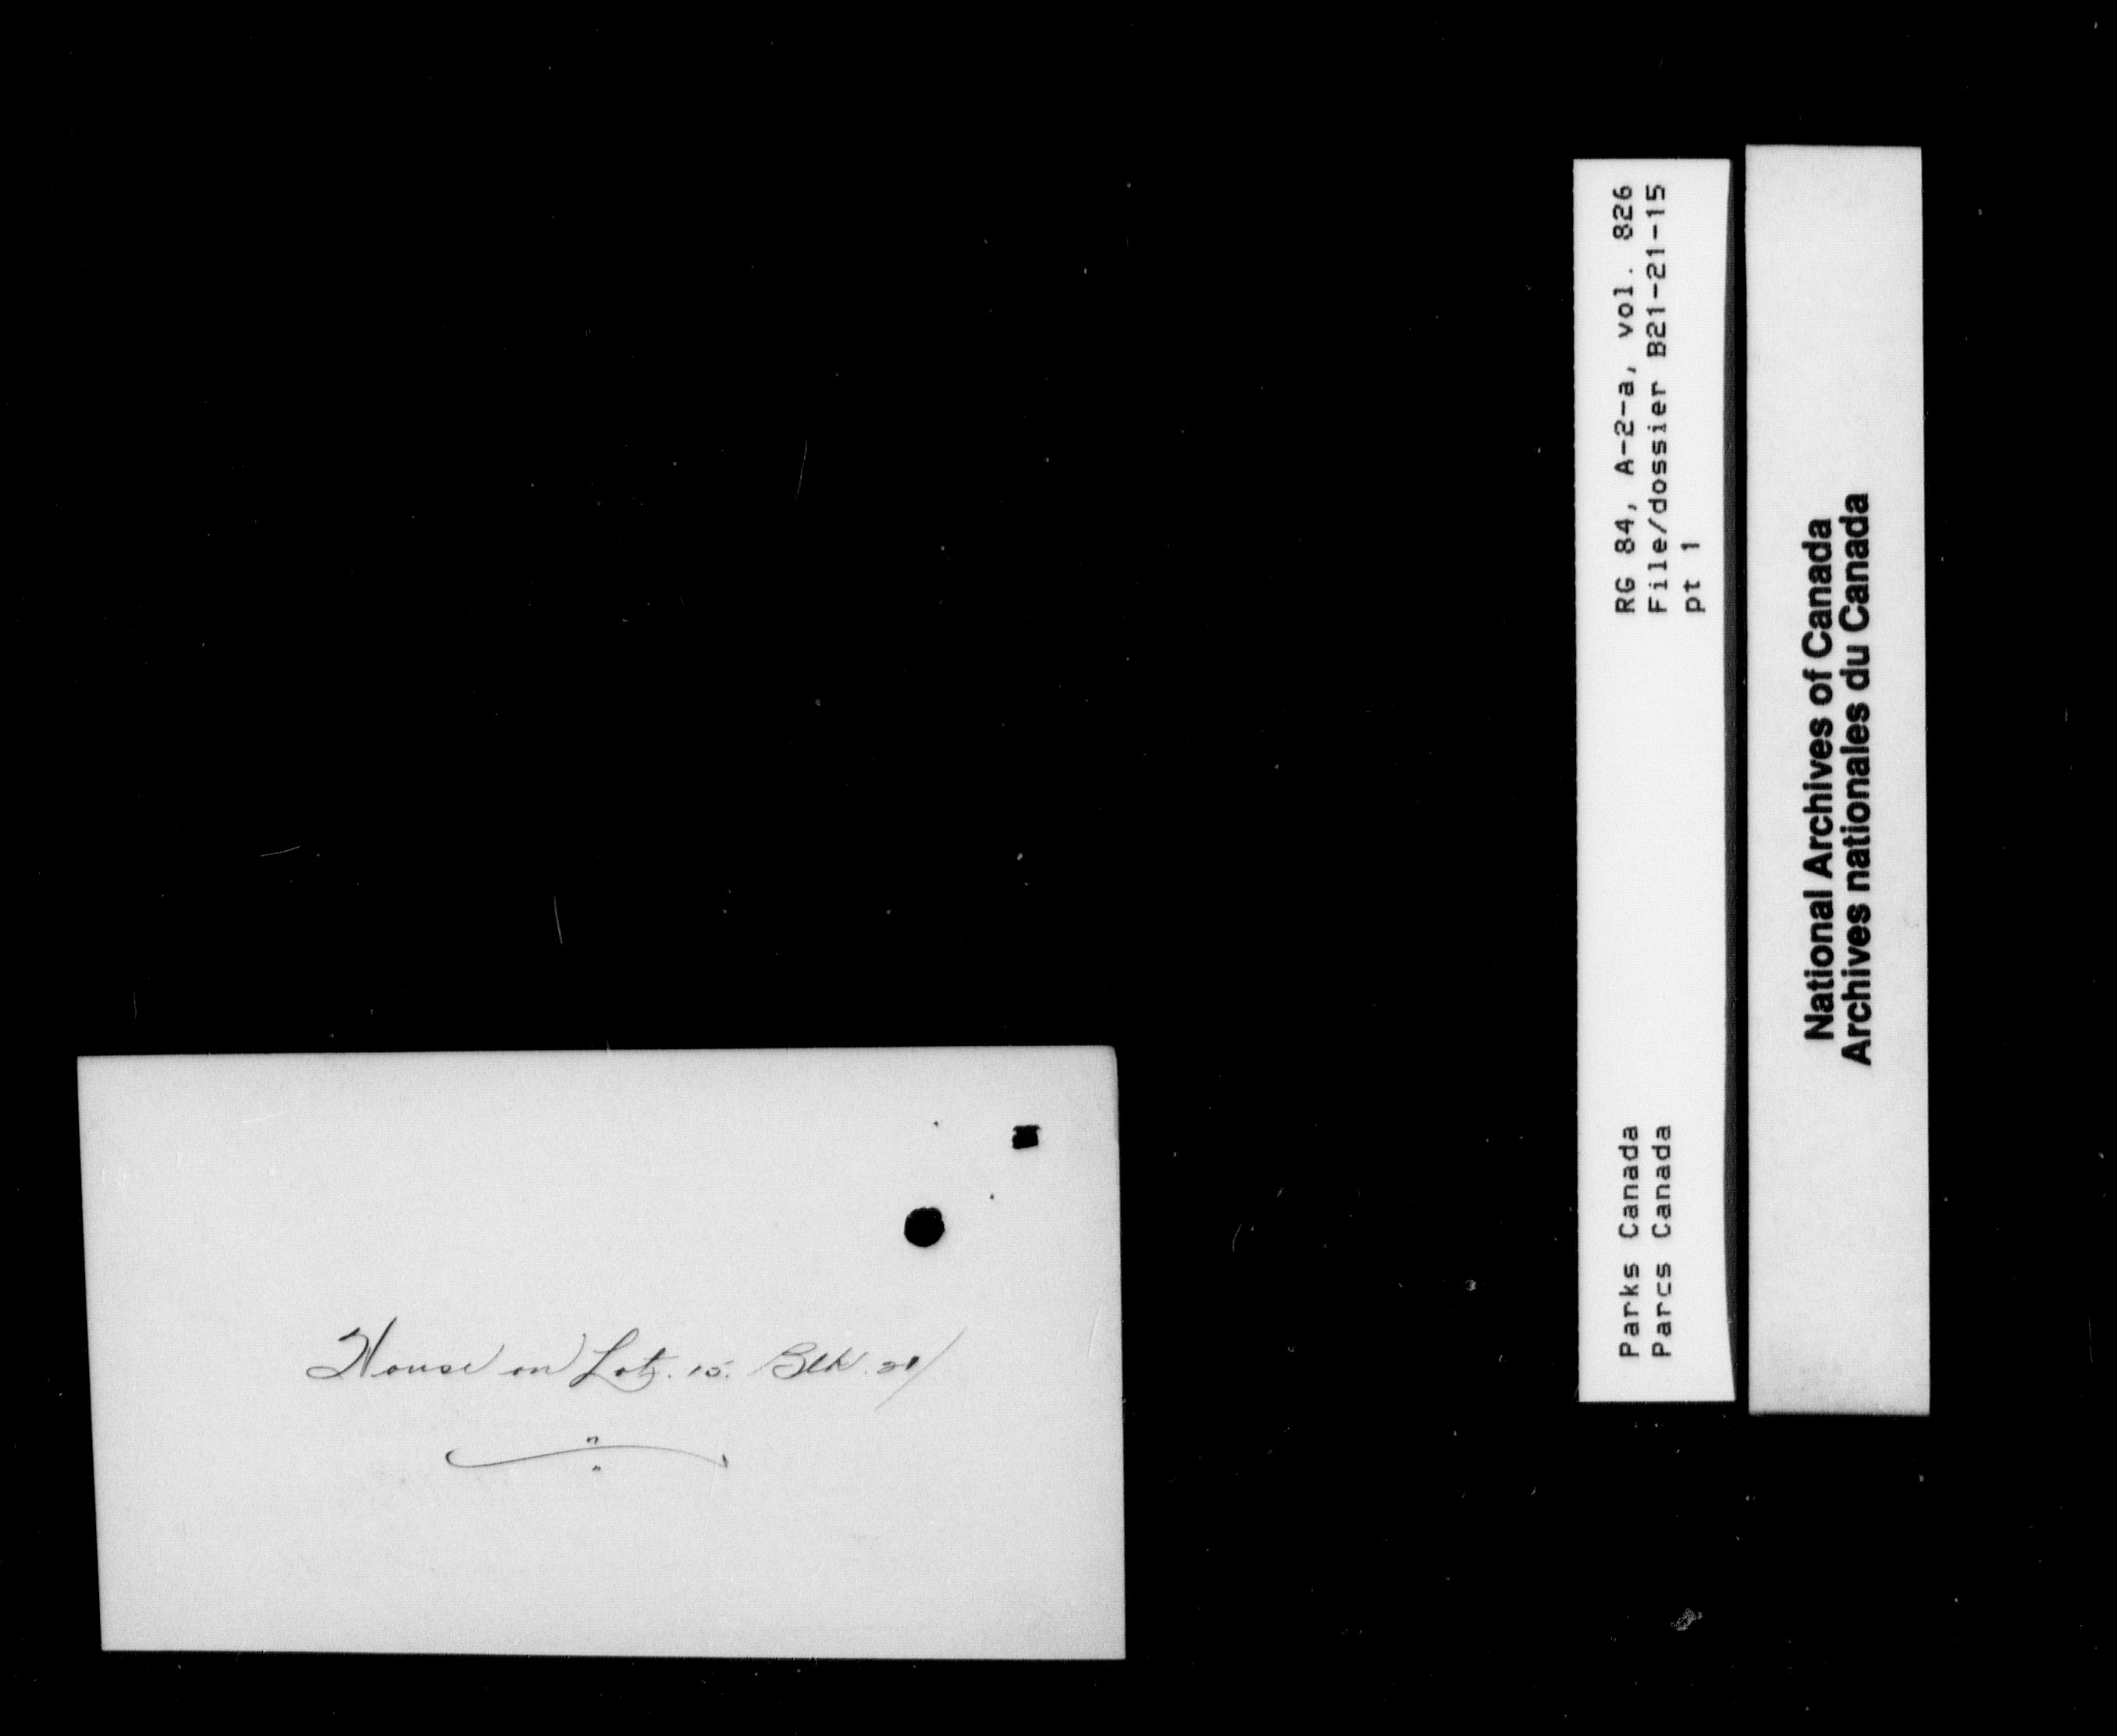 House on Lot. 15. Blk. 21
Parks Canada
Parcs Canada
RG 84, A-2-a, vol. 826
File/dossier B21-21-15
pt 1
National Archives of Canada
Archives nationales du Canada